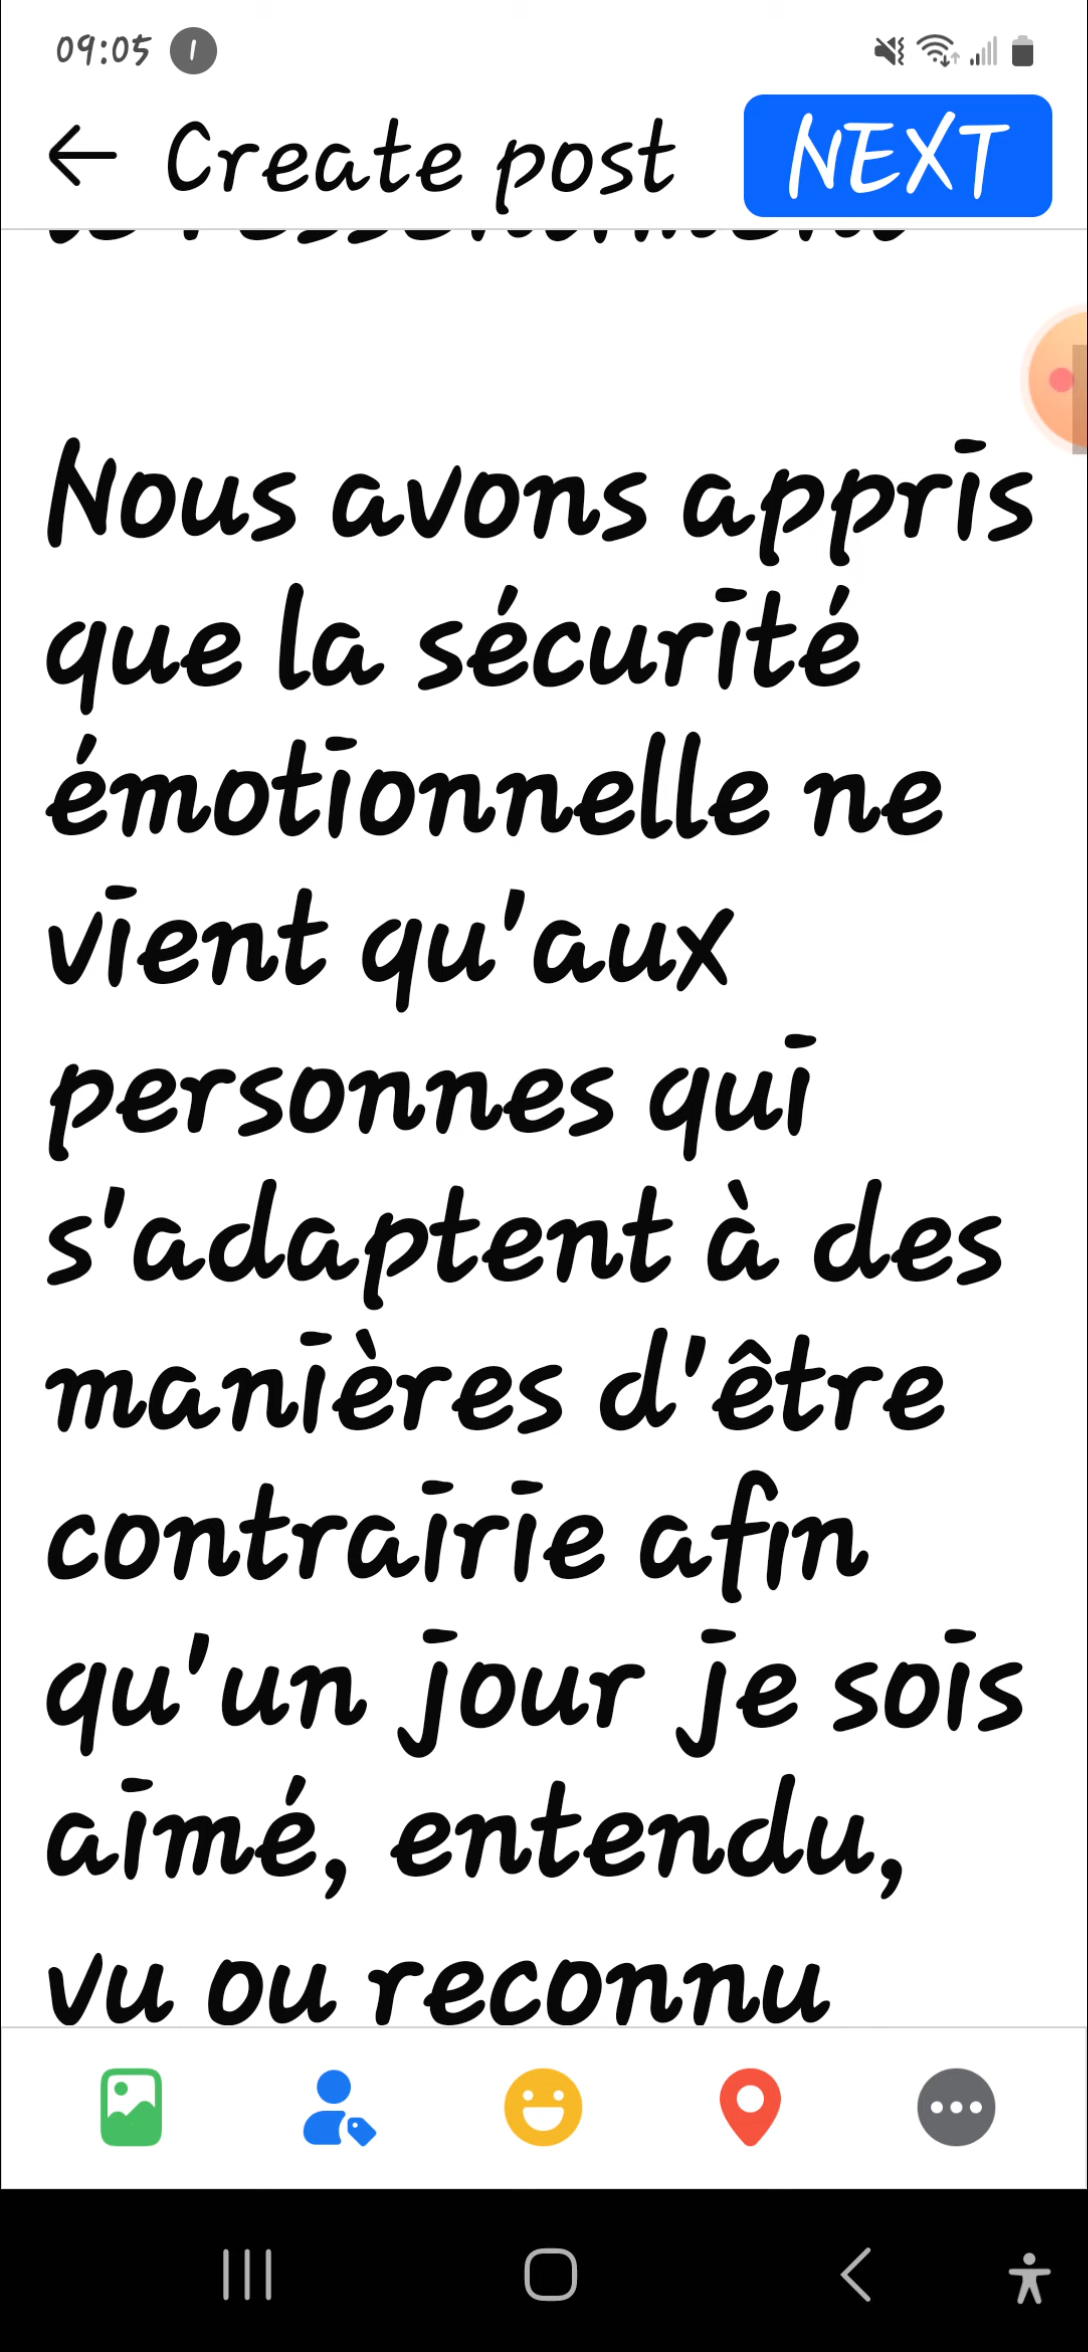 09:05
Create post
NEXT
Nous avons appris
que la sécurité
émotionnelle ne
vient qu'aux
personnes qui
s'adaptent à des
manières d'être
contrairie afin
qu'un jour je sois
aimé, entendu,
vu ou reconnu